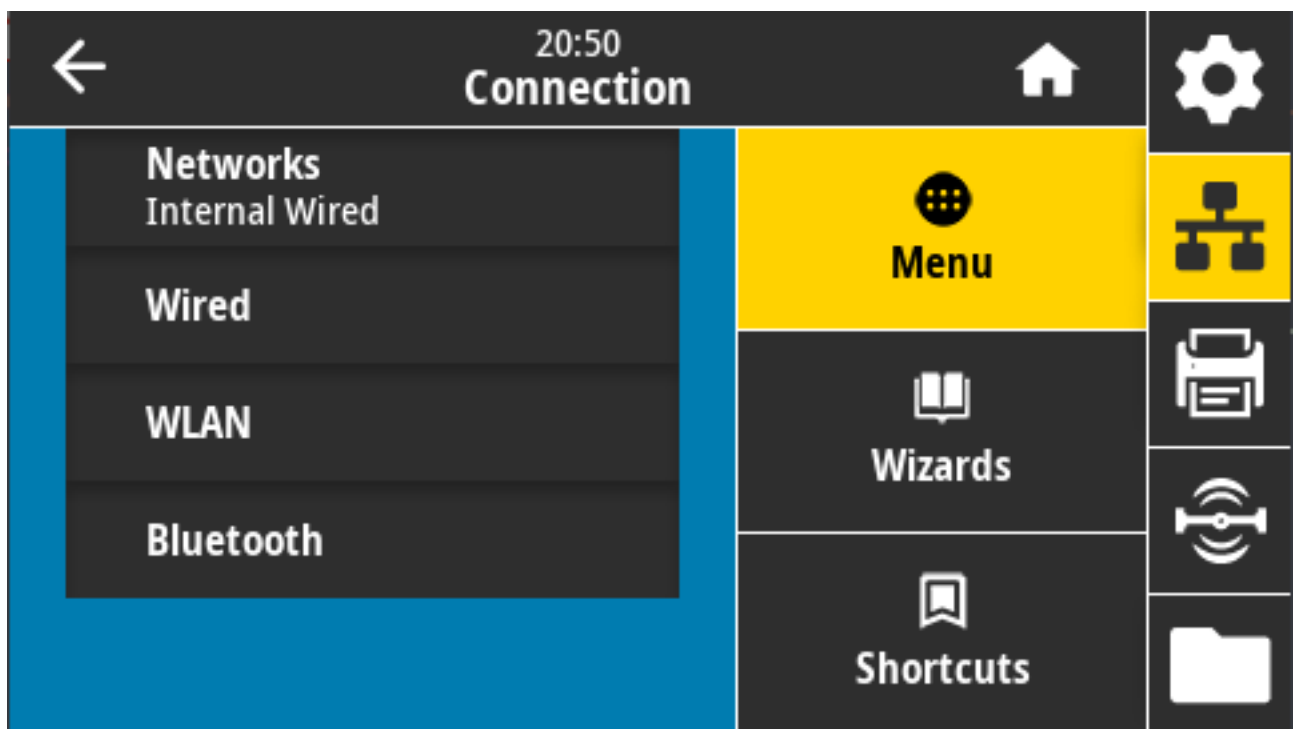 20:50
Connection
Networks
Internal Wired
Wired
WLAN
Bluetooth
Menu
Wizards
Shortcuts